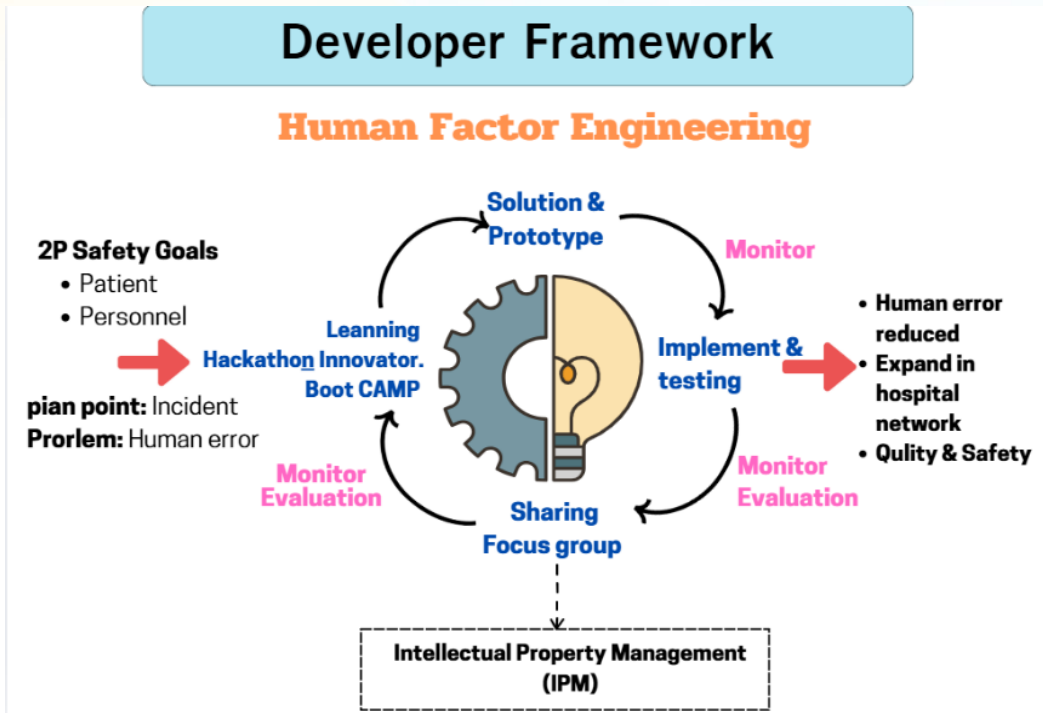 Developer Framework
Human Factor Engineering
2P Safety Goals
• Patient
• Personnel
pian point: Incident
Prorlem: Human error
Leanning
Hackathon Innovator.
Boot CAMP
Solution &
Prototype
Monitor
Implement &
testing
Monitor
Evaluation
Sharing
Focus group
Monitor
Evaluation
• Human error
reduced
• Expand in
hospital
network
• Qulity & Safety
Intellectual Property Management
(IPM)